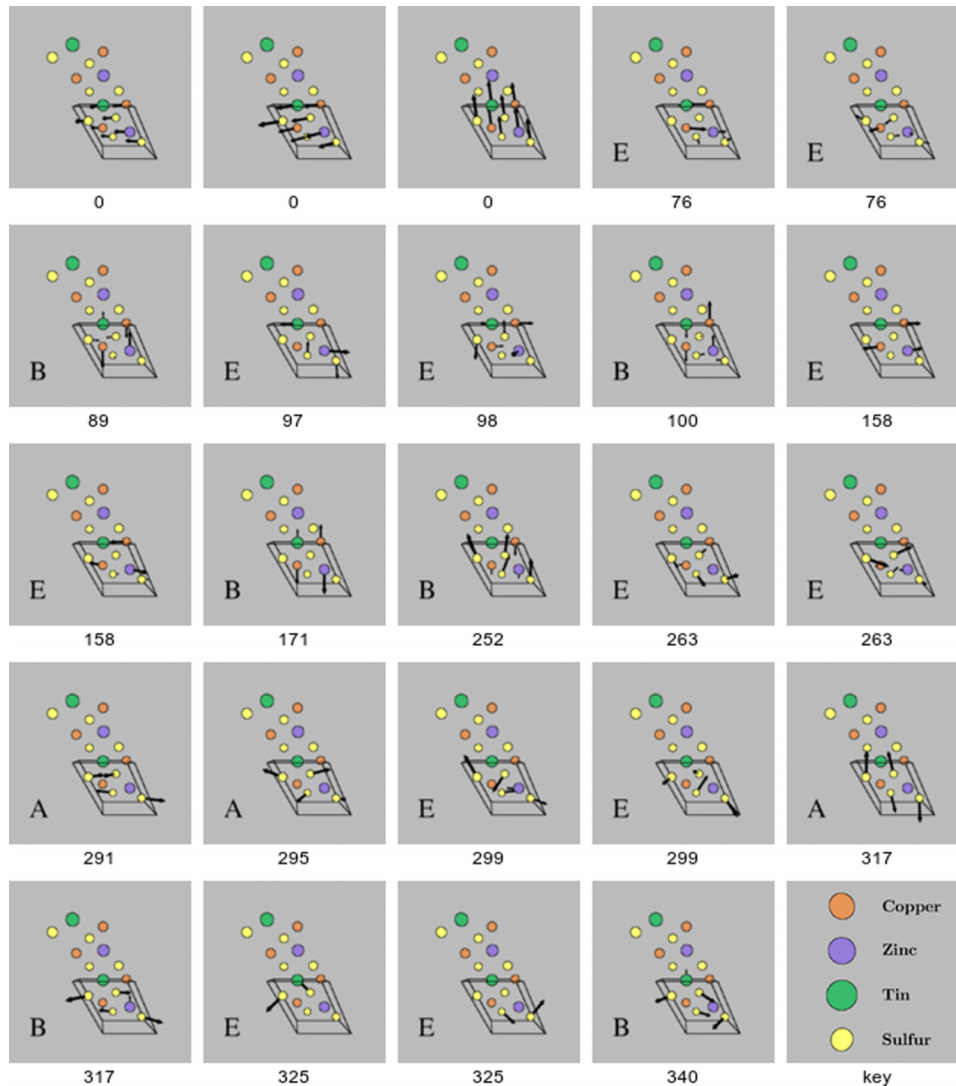 0 0 0 76 76
E E
89 97 98 100 158
B E E B E
158 171 252 263 263
E B B E E
291 295 299 299 317
A A E E A
317 325 325 340 key
B E E B
Copper
Zinc
Tin
Sulfur